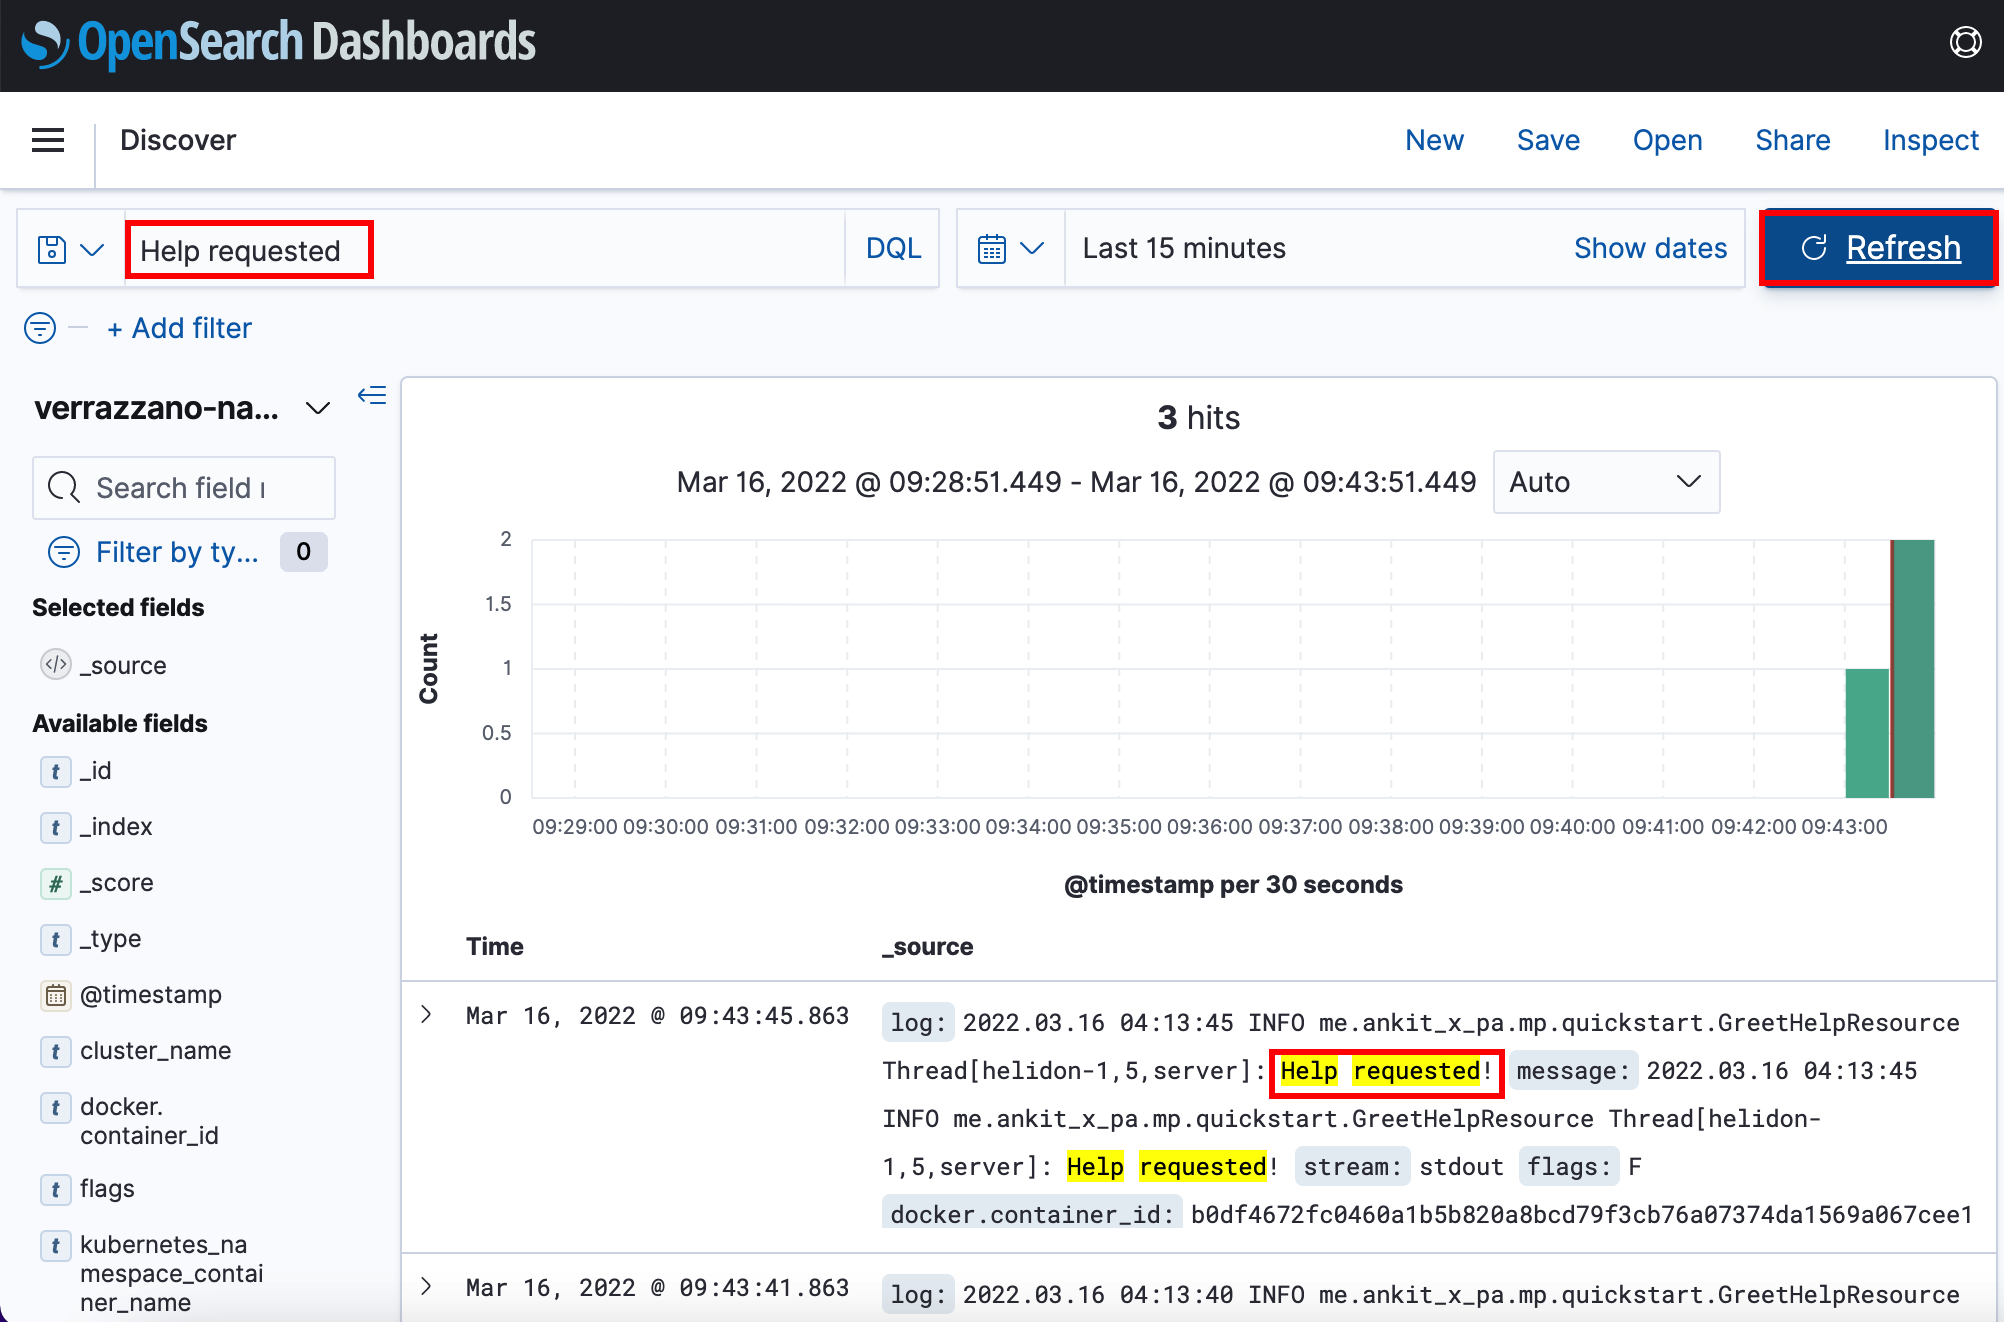 OpenSearch Dashboards
Discover
New Save Open Share Inspect
Help requested
DQL
Last 15 minutes
Show dates
Refresh
+ Add filter
verrazzano-na...
Search field
Filter by ty... 0
Selected fields
</> _source
Available fields
t _id
t _index
# _score
t _type
@timestamp
t cluster_name
t docker.
container_id
t flags
t kubernetes_na
mespace_contai
ner_name
3 hits
Mar 16, 2022 @ 09:28:51.449 - Mar 16, 2022 @ 09:43:51.449 Auto
2
1.5
1
0.5
0
Count
09:29:00 09:30:00 09:31:00 09:32:00 09:33:00 09:34:00 09:35:00 09:36:00 09:37:00 09:38:00 09:39:00 09:40:00 09:41:00 09:42:00 09:43:00
@timestamp per 30 seconds
Time _source
Mar 16, 2022 @ 09:43:45.863 log: 2022.03.16 04:13:45 INFO me.ankit_x_pa.mp.quickstart.GreetHelpResource
Thread[helidon-1,5,server]: Help requested! message: 2022.03.16 04:13:45
INFO me.ankit_x_pa.mp.quickstart.GreetHelpResource Thread[helidon-
1,5,server]: Help requested! stream: stdout flags: F
docker.container_id: b0df4672fc0460a1b5b820a8bcd79f3cb76a07374da1569a067cee1
Mar 16, 2022 @ 09:43:41.863 log: 2022.03.16 04:13:40 INFO me.ankit_x_pa.mp.quickstart.GreetHelpResource